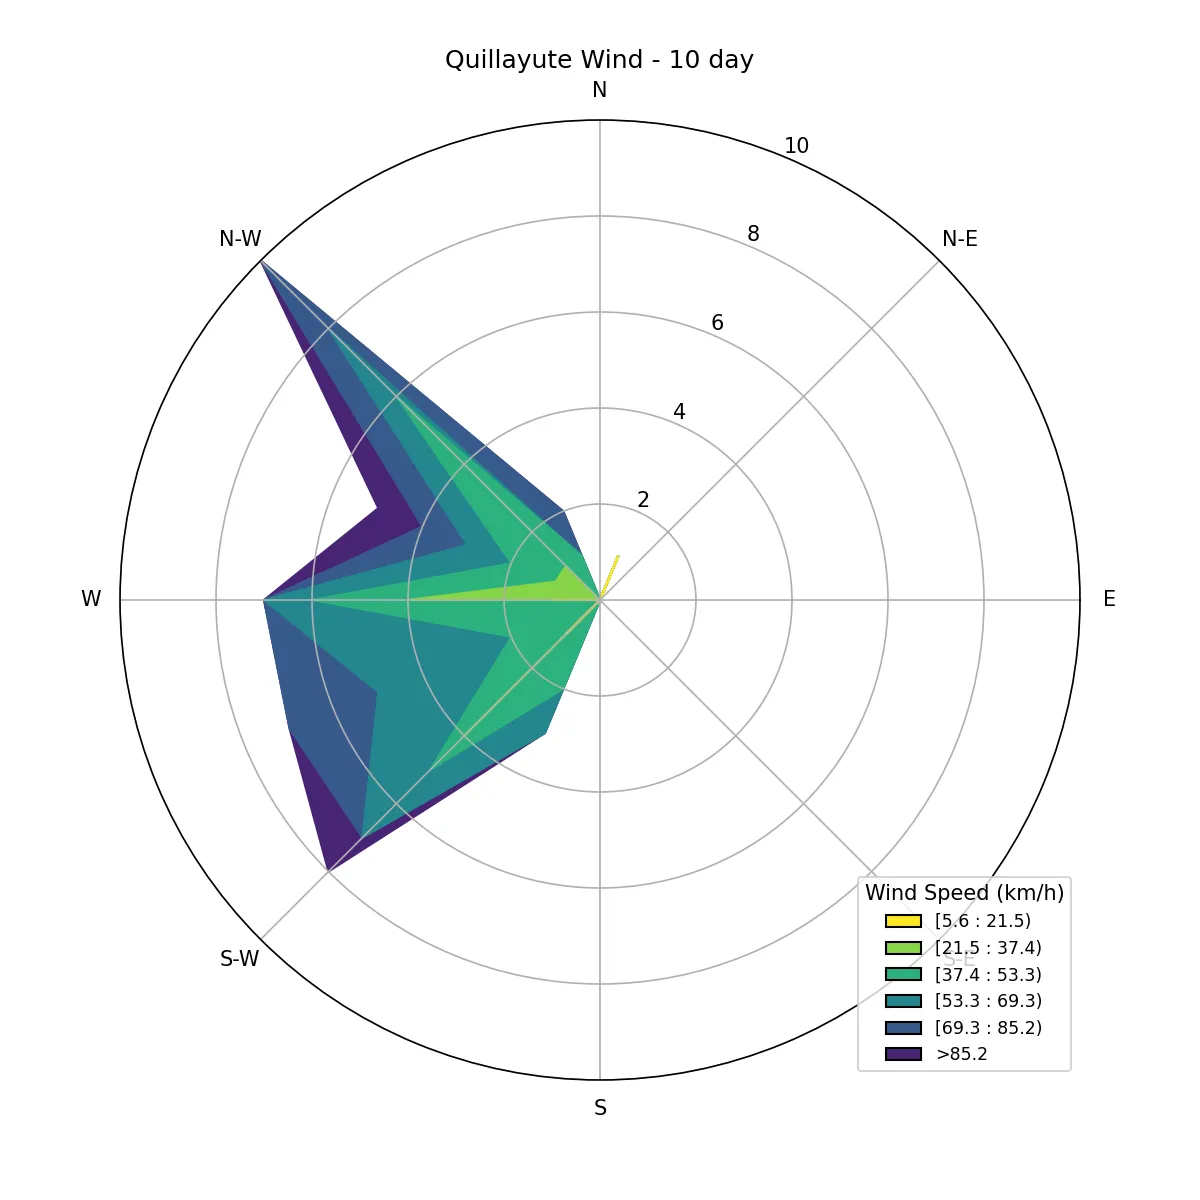 Quillayute Wind - 10 day
N
10
N-W
N-E
8
6
4
2
W
E
S-W
S-E
S
Wind Speed (km/h)
[5.6 : 21.5)
[21.5 : 37.4)
[37.4 : 53.3)
[53.3 : 69.3)
[69.3 : 85.2)
>85.2